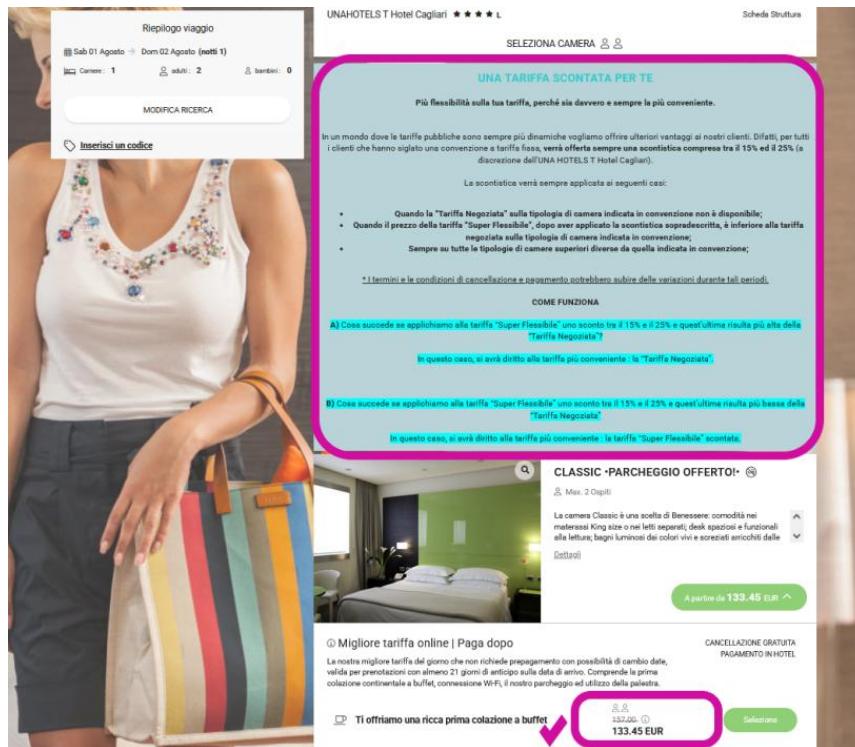 Riepilogo viaggio
Sab 01 Agosto → Dom 02 Agosto (notti 1)
Camere: 1 adulti: 2 bambini: 0
MODIFICA RICERCA
Inserisci un codice
UNAHOTELS T Hotel Cagliari ★★★★ L
Scheda Struttura
SELEZIONA CAMERA
UNA TARIFFA SCONTATA PER TE
Più flessibilità sulla tua tariffa, perché sia davvero e sempre la più conveniente.
In un mondo dove le tariffe pubbliche sono sempre più dinamiche vogliamo offrire ulteriori vantaggi ai nostri clienti. Difatti, per tutti
i clienti che hanno siglato una convenzione a tariffa fissa, verrà offerta sempre una scontistica compresa tra il 15% ed il 25% (a
discrezione dell'UNA HOTELS T Hotel Cagliari).
La scontistica verrà sempre applicata ai seguenti casi:
• Quando la "Tariffa Negoziata" sulla tipologia di camera indicata in convenzione non è disponibile;
• Quando il prezzo della tariffa "Super Flessibile", dopo aver applicato la scontistica sopradescritta, è inferiore alla tariffa
negoziata sulla tipologia di camera indicata in convenzione;
• Sempre su tutte le tipologie di camere superiori diverse da quella indicata in convenzione;
* I termini e le condizioni di cancellazione e pagamento potrebbero subire delle variazioni durante tali periodi.
COME FUNZIONA
A) Cosa succede se applichiamo alla tariffa "Super Flessibile" uno sconto tra il 15% e il 25% e quest'ultima risulta più alta della
"Tariffa Negoziata"?
In questo caso, si avrà diritto alla tariffa più conveniente : la "Tariffa Negoziata".
B) Cosa succede se applichiamo alla tariffa "Super Flessibile" uno sconto tra il 15% e il 25% e quest'ultima risulta più bassa della
"Tariffa Negoziata"
In questo caso, si avrà diritto alla tariffa più conveniente : la tariffa "Super Flessibile" scontata.
CLASSIC •PARCHEGGIO OFFERTO!•
Max. 2 Ospiti
La camera Classic è una scelta di Benessere: comodità nei
materassi King size o nei letti separati; desk spaziosi e funzionali
alla lettura; bagni luminosi dai colori vivi e screziati arricchiti dalle
Dettagli
A partire da 133.45 EUR
Migliore tariffa online | Paga dopo
CANCELLAZIONE GRATUITA
PAGAMENTO IN HOTEL
La nostra migliore tariffa del giorno che non richiede prepagamento con possibilità di cambio date,
valida per prenotazioni con almeno 21 giorni di anticipo sulla data di arrivo. Comprende la prima
colazione continentale a buffet, connessione Wi-Fi, il nostro parcheggio ed utilizzo della palestra.
Ti offriamo una ricca prima colazione a buffet
157.00
133.45 EUR
Seleziona